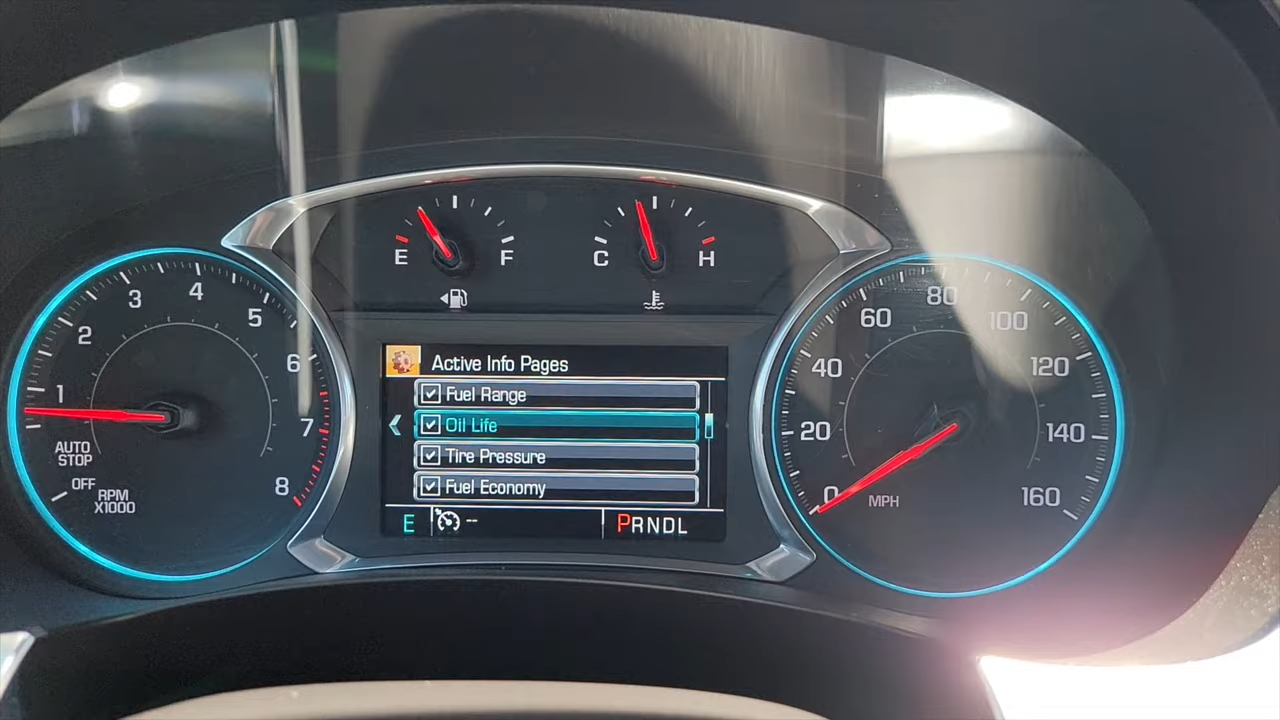 E F
C H
1
2
3
4
5
6
7
8
AUTO
STOP
OFF
RPM
X1000
Active Info Pages
Fuel Range
Oil Life
Tire Pressure
Fuel Economy
E --
PRNDL
0
20
40
60
80
100
120
140
160
MPH